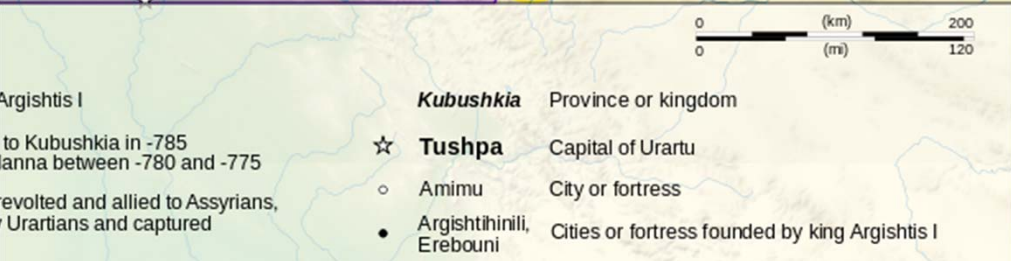 0 (km) 200
0 (mi) 120
Argishtis I
to Kubushkia in -785
between -780 and -775
revolted and allied to Assyrians,
Urartians and captured
Kubushkia Province or kingdom
Tushpa Capital of Urartu
Amimu City or fortress
Argishtihinili,
Erebouni
Cities or fortress founded by king Argishtis I